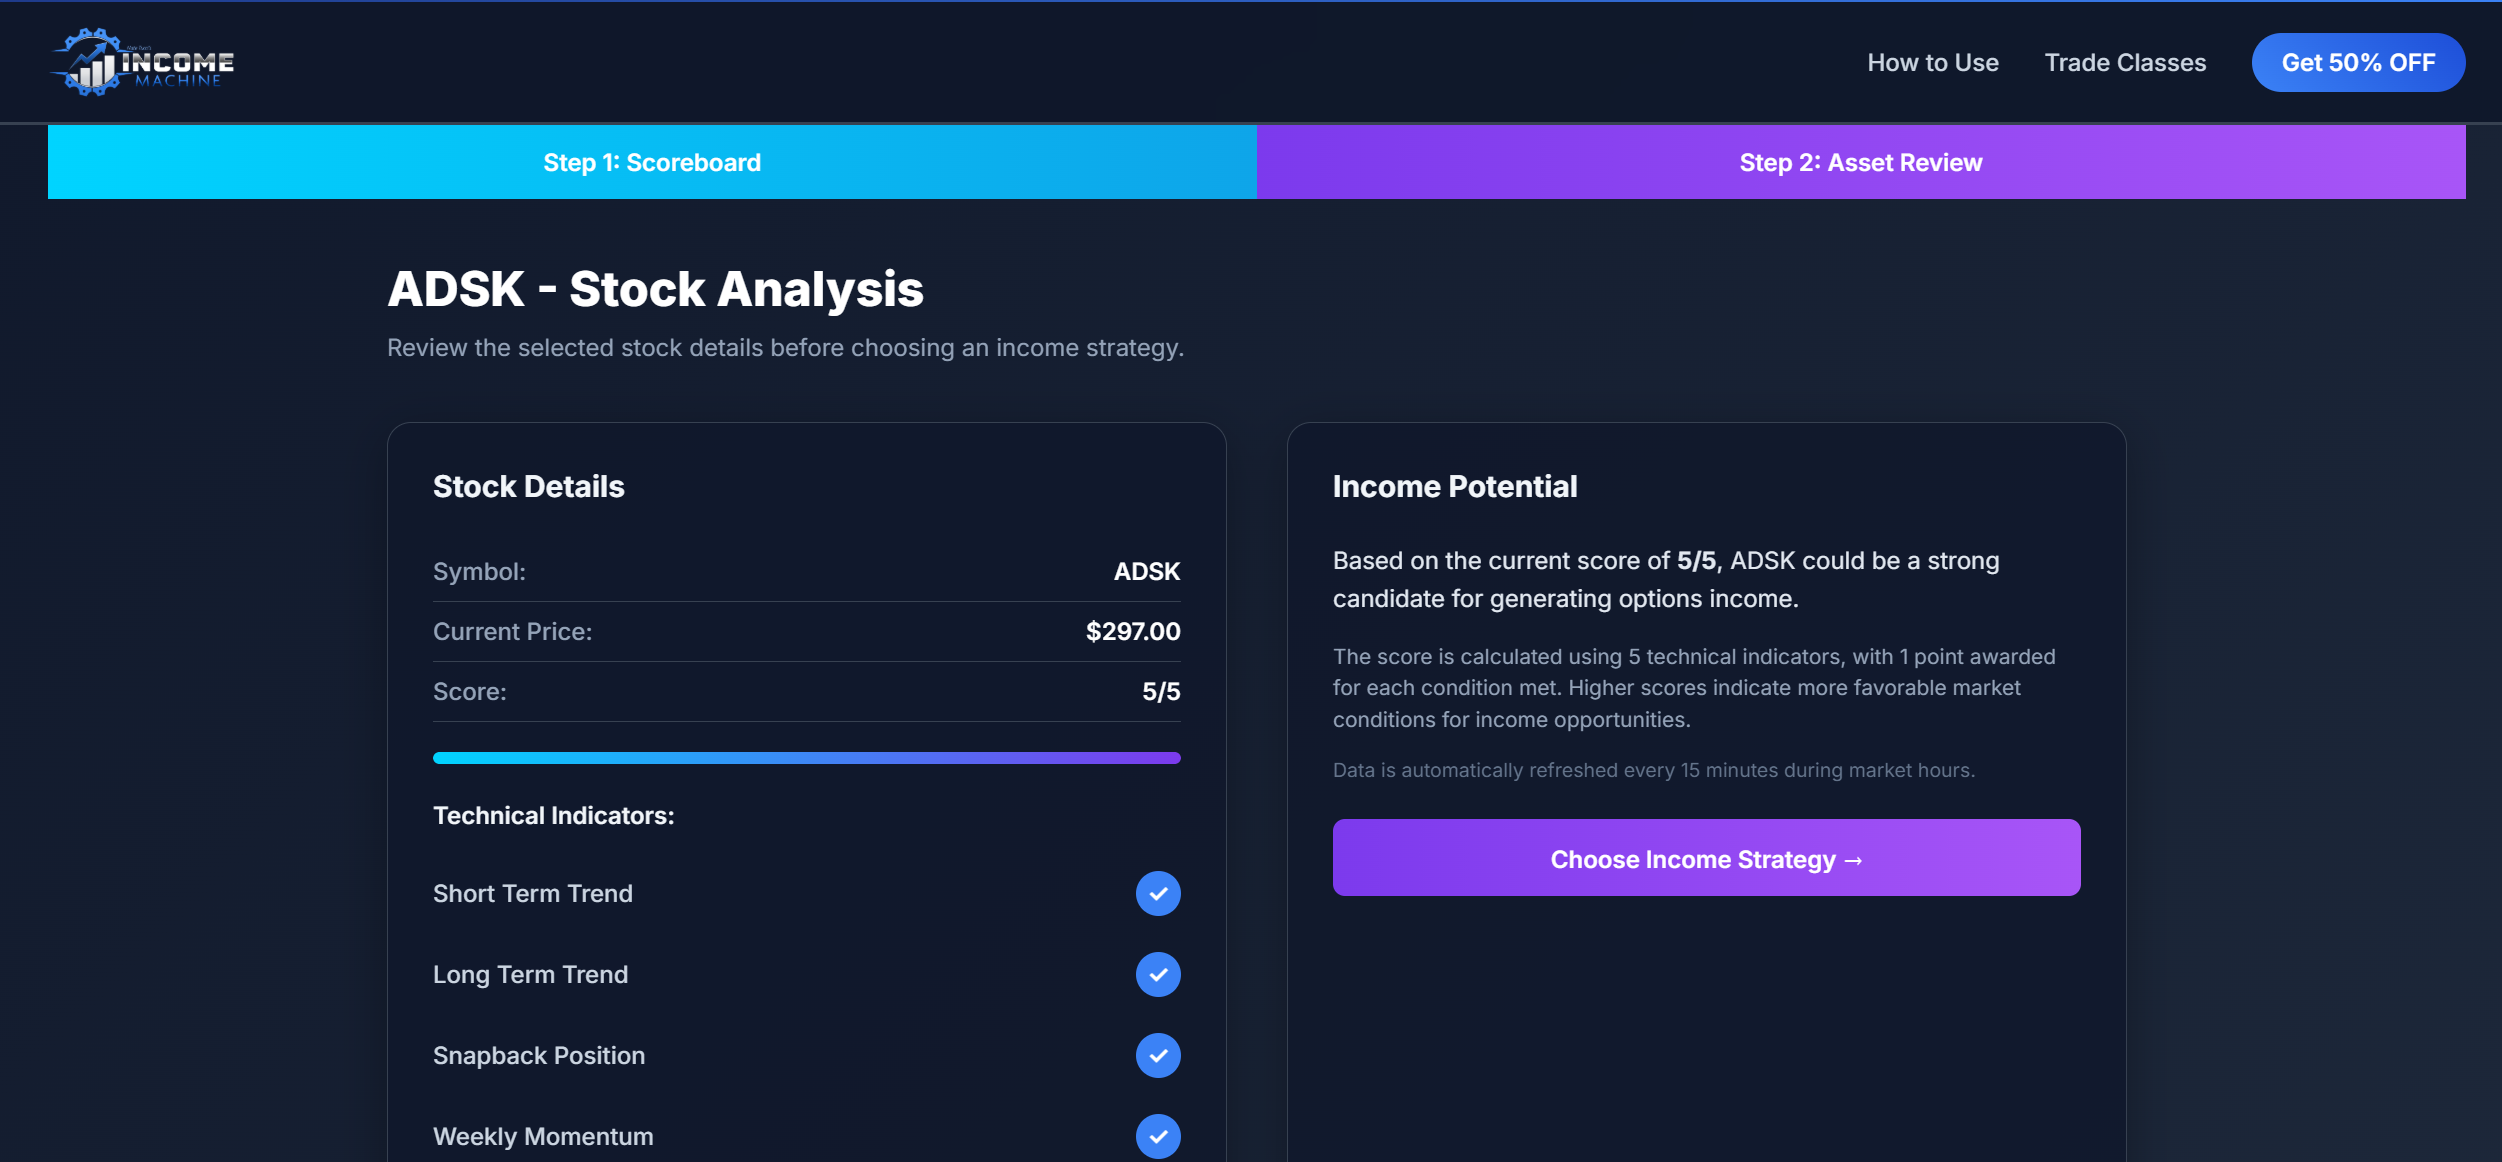 INCOME
MACHINE
How to Use
Trade Classes
Get 50% OFF
Step 1: Scoreboard
Step 2: Asset Review
ADSK - Stock Analysis
Review the selected stock details before choosing an income strategy.
Stock Details
Symbol:
ADSK
Current Price:
$297.00
Score:
5/5
Technical Indicators:
Short Term Trend
Long Term Trend
Snapback Position
Weekly Momentum
Income Potential
Based on the current score of 5/5, ADSK could be a strong
candidate for generating options income.
The score is calculated using 5 technical indicators, with 1 point awarded
for each condition met. Higher scores indicate more favorable market
conditions for income opportunities.
Data is automatically refreshed every 15 minutes during market hours.
Choose Income Strategy →